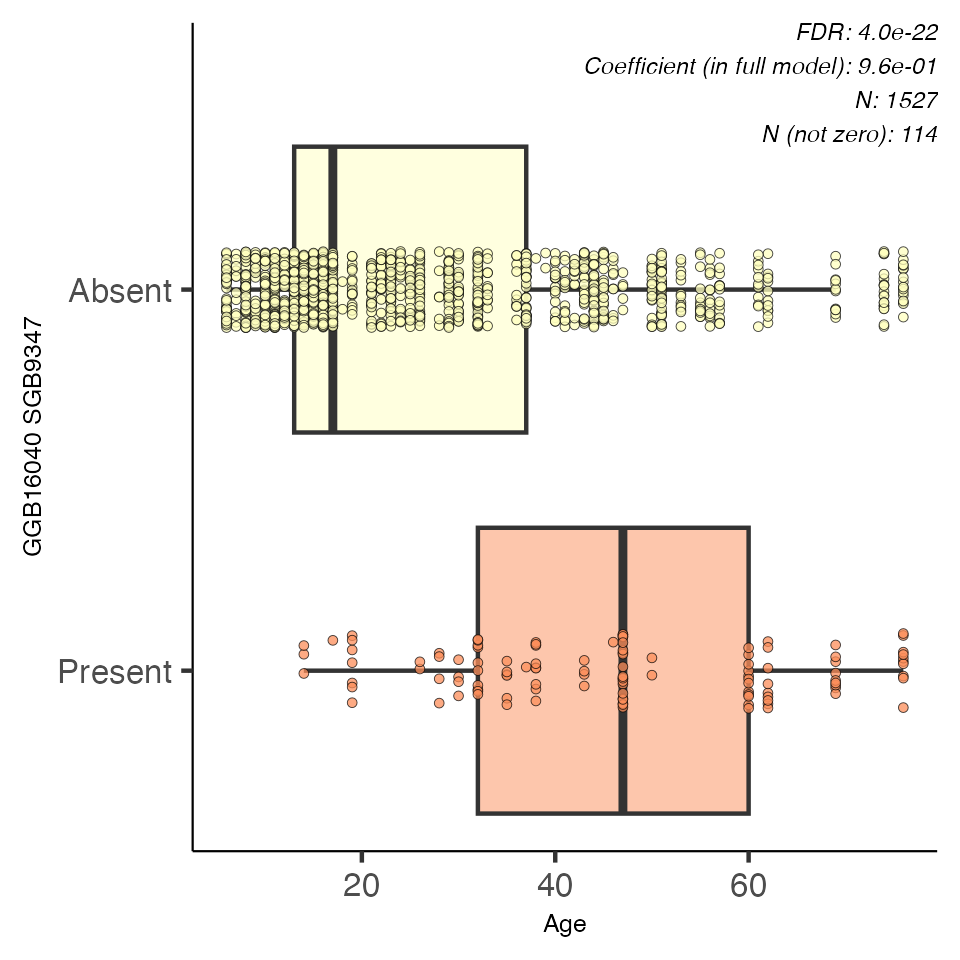 FDR: 4.0e-22
Coefficient (in full model): 9.6e-01
N: 1527
N (not zero): 114
Absent
Present
GGB16040 SGB9347
20 40 60
Age